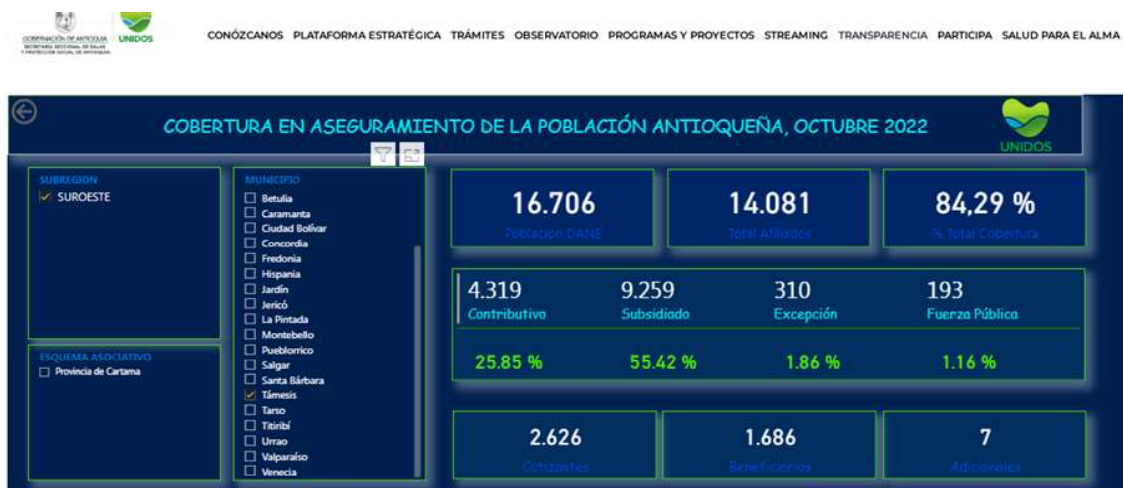 GOBERNACIÓN DE ANTIOQUIA
UNIDOS
CONÓZCANOS PLATAFORMA ESTRATÉGICA TRÁMITES OBSERVATORIO PROGRAMAS Y PROYECTOS STREAMING TRANSPARENCIA PARTICIPA SALUD PARA EL ALMA
COBERTURA EN ASEGURAMIENTO DE LA POBLACIÓN ANTIOQUEÑA, OCTUBRE 2022
UNIDOS
SUBREGION
SUROESTE
ESQUEMA ASOCIATIVO
Provincia de Cartama
MUNICIPIO
Betulia
Caramanta
Ciudad Bolívar
Concordia
Fredonia
Hispania
Jardín
Jericó
La Pintada
Montebello
Pueblorrico
Salgar
Santa Bárbara
Támesis
Tarso
Titiribí
Urrao
Valparaíso
Venecia
16.706
Población DANE
14.081
Total Afiliados
84,29 %
% Total Cobertura
4.319
Contributivo
9.259
Subsidiado
310
Excepción
193
Fuerza Pública
25.85 %
55.42 %
1.86 %
1.16 %
2.626
Cotizantes
1.686
Beneficiarios
7
Adicionales